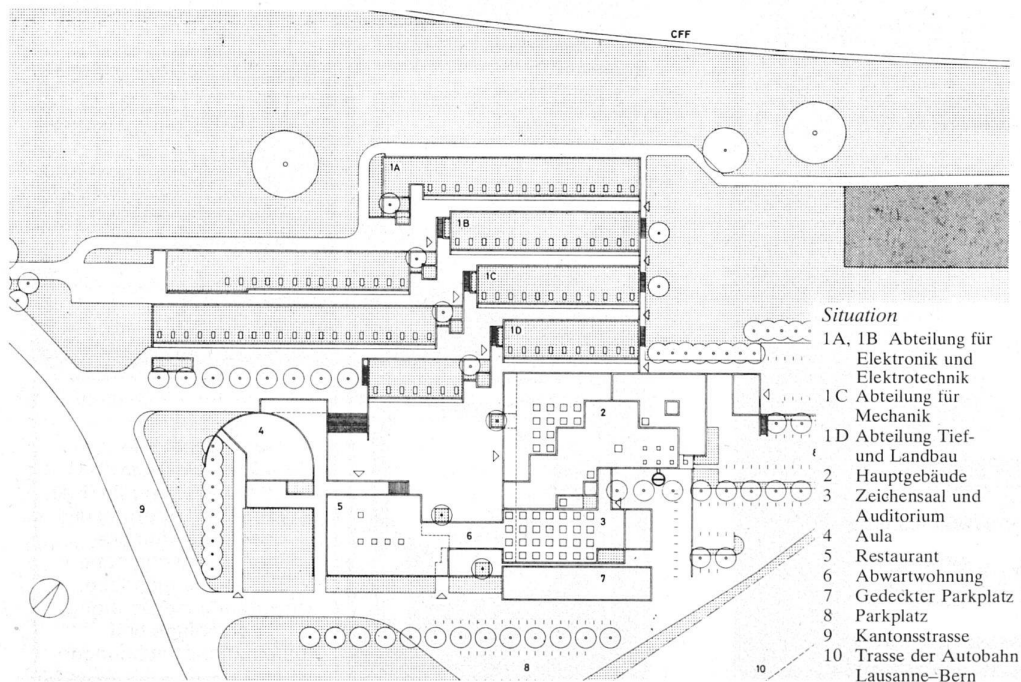 CFF
1A
1B
1C
1D
2
3
4
5
6
7
8
9
10
8
Situation
1A, 1B Abteilung für
Elektronik und
Elektrotechnik
1C Abteilung für
Mechanik
1D Abteilung Tief-
und Landbau
2 Hauptgebäude
3 Zeichensaal und
Auditorium
4 Aula
5 Restaurant
6 Abwartwohnung
7 Gedeckter Parkplatz
8 Parkplatz
9 Kantonsstrasse
10 Trasse der Autobahn
Lausanne–Bern